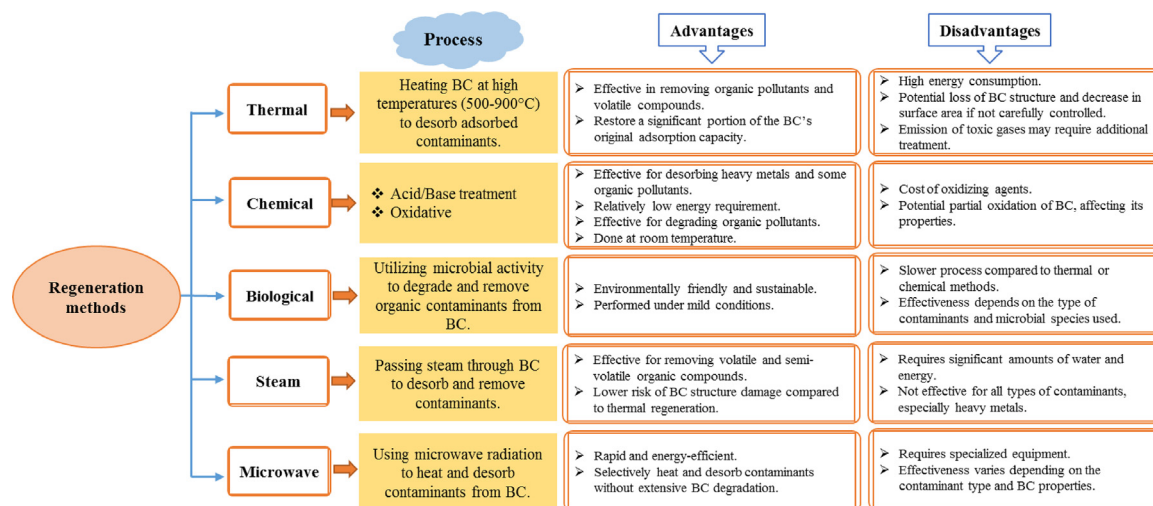 Process
Advantages
Disadvantages
Regeneration
methods
Thermal
Heating BC at high
temperatures (500-900°C)
to desorb adsorbed
contaminants.
➤ Effective in removing organic pollutants and
volatile compounds.
➤ Restore a significant portion of the BC's
original adsorption capacity.
➤ High energy consumption.
➤ Potential loss of BC structure and decrease in
surface area if not carefully controlled.
➤ Emission of toxic gases may require additional
treatment.
Chemical
❖ Acid/Base treatment
❖ Oxidative
➤ Effective for desorbing heavy metals and some
organic pollutants.
➤ Relatively low energy requirement.
➤ Effective for degrading organic pollutants.
➤ Done at room temperature.
➤ Cost of oxidizing agents.
➤ Potential partial oxidation of BC, affecting its
properties.
Biological
Utilizing microbial activity
to degrade and remove
organic contaminants from
BC.
➤ Environmentally friendly and sustainable.
➤ Performed under mild conditions.
➤ Slower process compared to thermal or
chemical methods.
➤ Effectiveness depends on the type of
contaminants and microbial species used.
Steam
Passing steam through BC
to desorb and remove
contaminants.
➤ Effective for removing volatile and semi-
volatile organic compounds.
➤ Lower risk of BC structure damage compared
to thermal regeneration.
➤ Requires significant amounts of water and
energy.
➤ Not effective for all types of contaminants,
especially heavy metals.
Microwave
Using microwave radiation
to heat and desorb
contaminants from BC.
➤ Rapid and energy-efficient.
➤ Selectively heat and desorb contaminants
without extensive BC degradation.
➤ Requires specialized equipment.
➤ Effectiveness varies depending on the
contaminant type and BC properties.